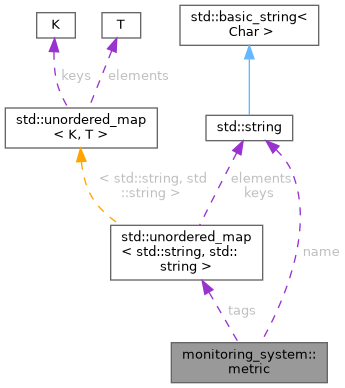 K
T
std::basic_string<
Char >
keys
elements
std::unordered_map
< K, T >
std::string
< std::string, std
::string >
elements
keys
std::unordered_map
< std::string, std::
string >
name
tags
monitoring_system::
metric